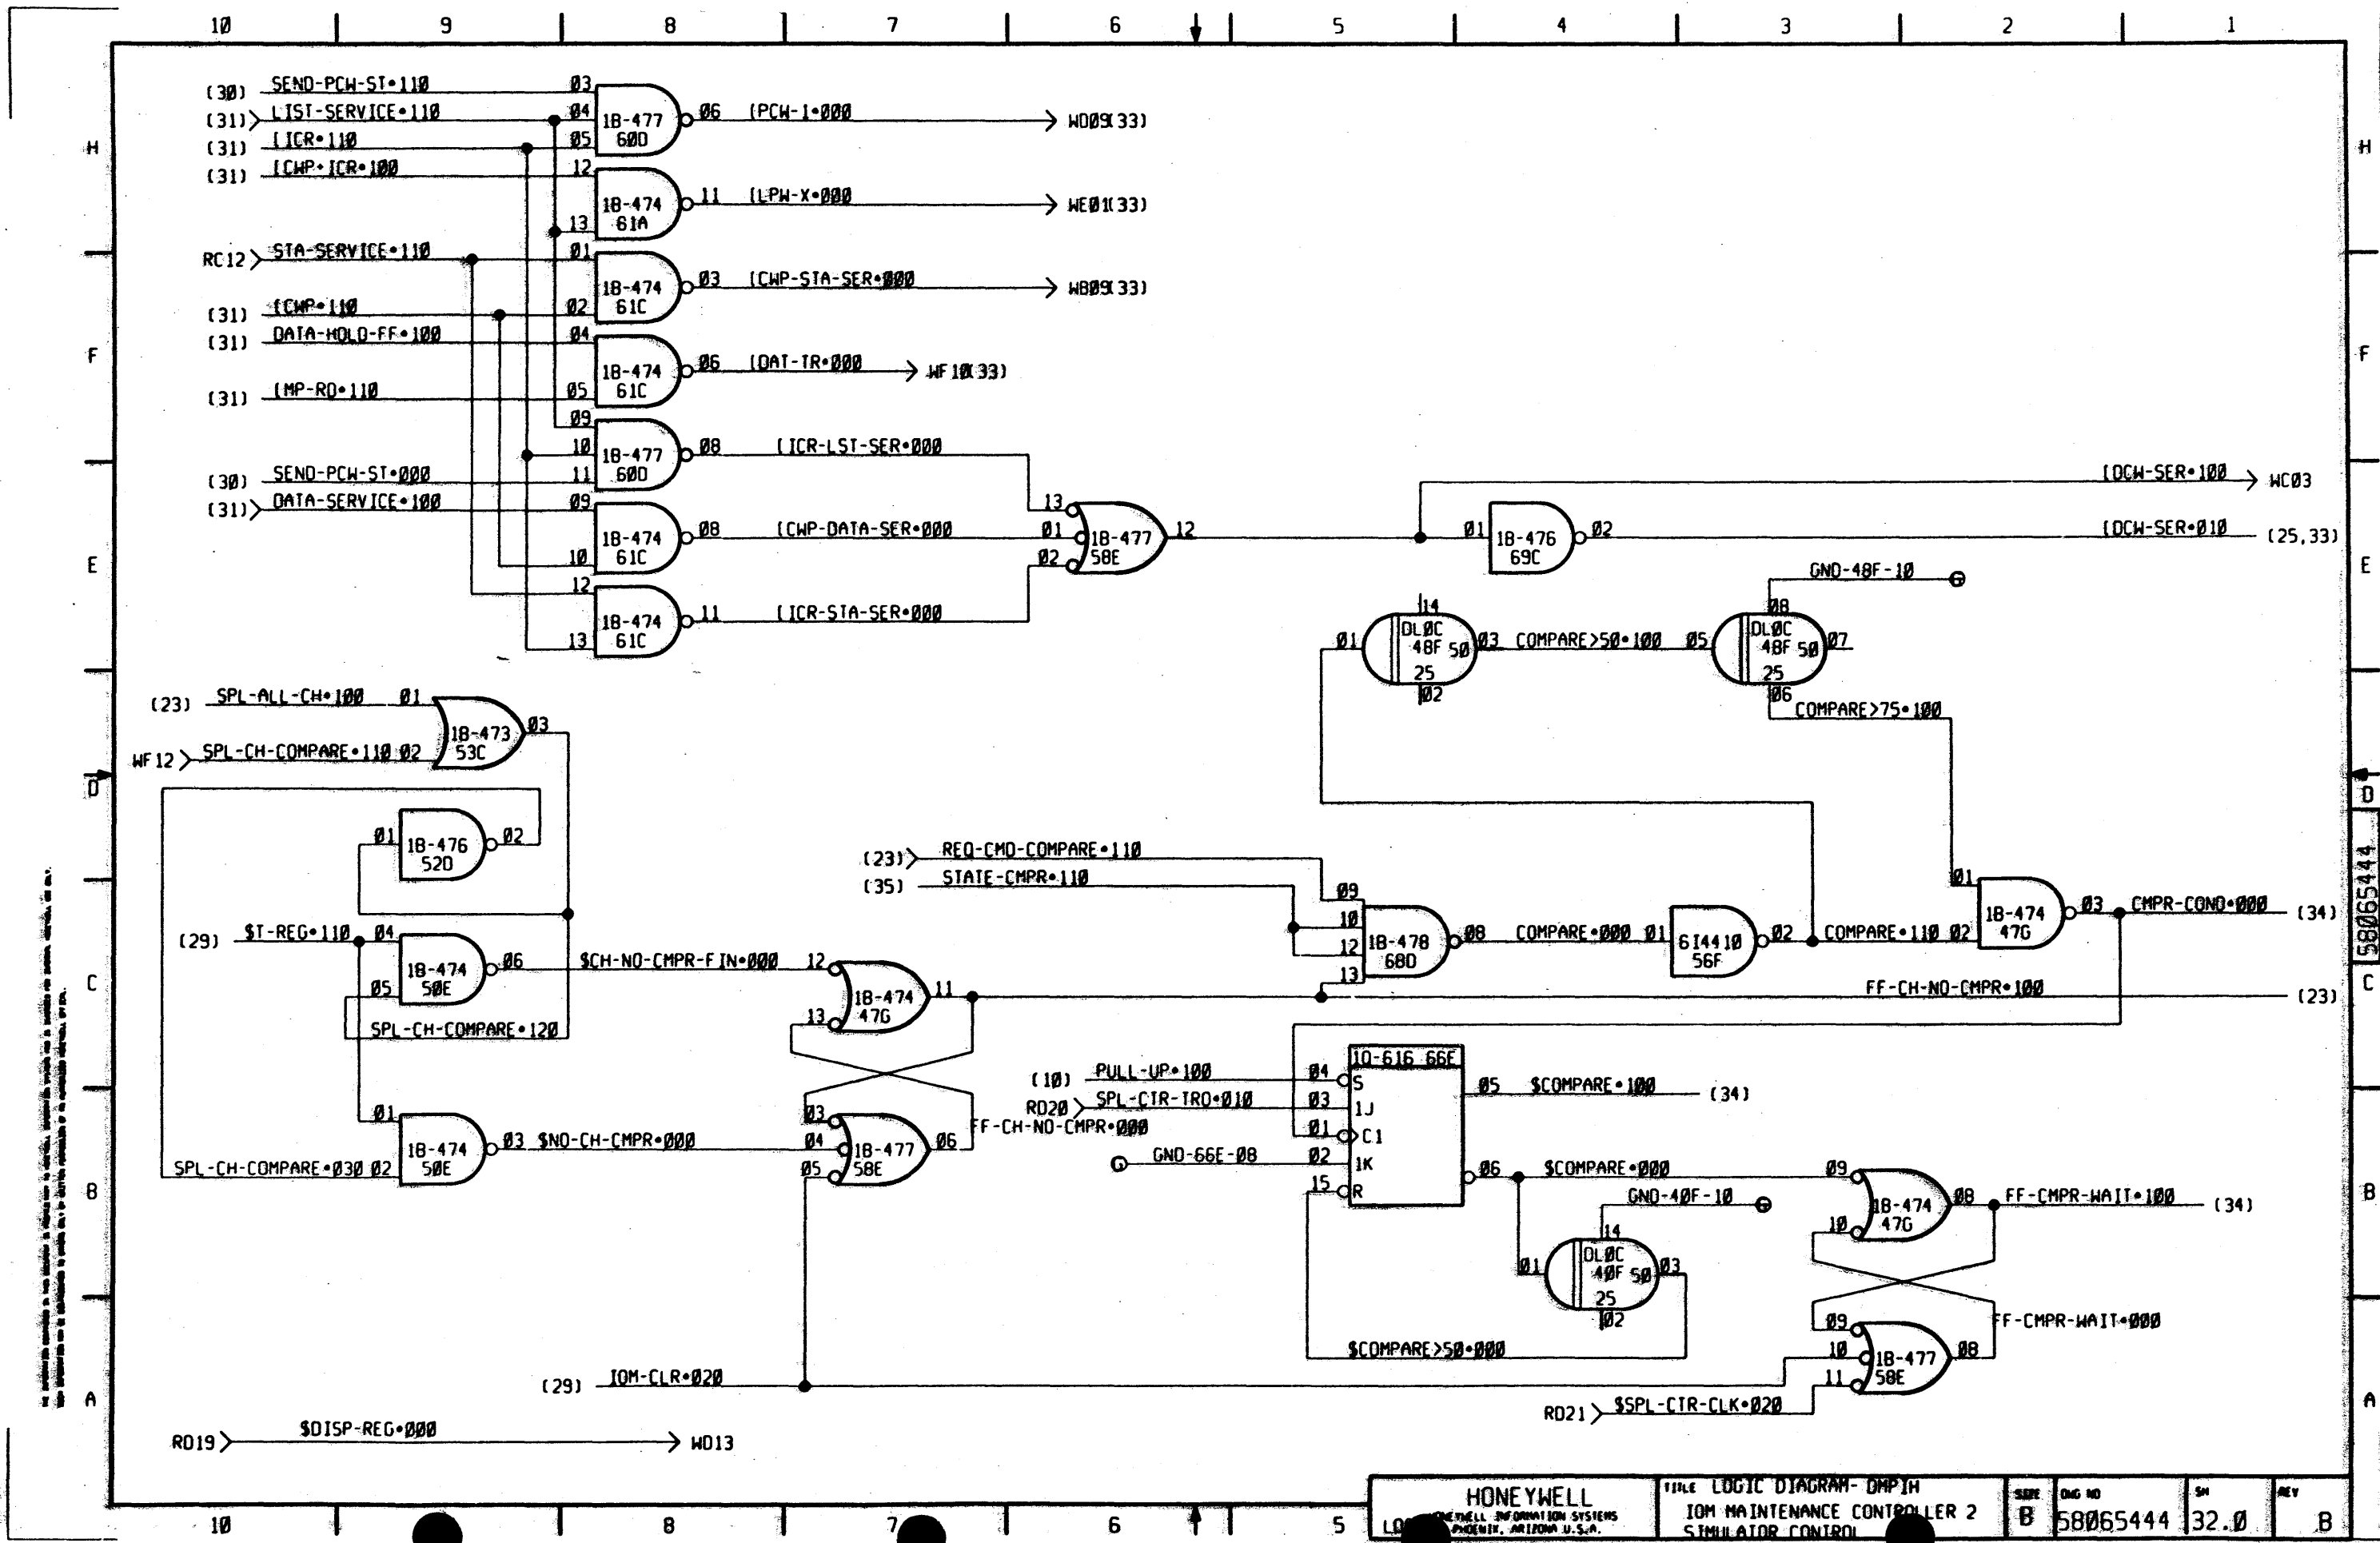 10 9 8 7 6 5 4 3 2 1
H
F
E
D
C
B
A
(30) SEND-PCW-ST•110 03
(31) LIST-SERVICE•110 04 1B-477 60D 06 [PCW-1•000 WD09(33)
(31) [ICR•110 05
(31) [CWP+ICR•100 12
1B-474 61A 11 [LPW-X•000 WE01(33)
13
RC12 STA-SERVICE•110 01
1B-474 61C 03 [CWP-STA-SER•000 WB09(33)
(31) [CWP•110 02
(31) DATA-HOLD-FF•100 04
1B-474 61C 06 [DAT-TR•000 WF10(33)
(31) [MP-RD•110 05
09
10 1B-477 60D 08 [ICR-LST-SER•000
(30) SEND-PCW-ST•000 11
(31) DATA-SERVICE•100 09
1B-474 61C 08 [CWP-DATA-SER•000
10
12
1B-474 61C 11 [ICR-STA-SER•000
13
13
01 1B-477 58E 12
02
[DCW-SER•100 WC03
01 1B-476 69C 02 [DCW-SER•010 (25,33)
GND-48F-10
14
01 DL0C 48F 50 25 03 COMPARE>50•100 05
02
08
DL0C 48F 50 25 07
06
COMPARE>75•100
(23) SPL-ALL-CH•100 01
1B-473 53C 03
WF12 SPL-CH-COMPARE•110 02
01 1B-476 52D 02
(29) $T-REG•110 04
1B-474 50E 06 $CH-NO-CMPR-FIN•000 12
05
SPL-CH-COMPARE•120
1B-474 47G 11
13
01
1B-474 50E 03 $NO-CH-CMPR•000 04
SPL-CH-COMPARE•030 02
03
1B-477 58E 06
05
FF-CH-NO-CMPR•000
(23) REQ-CMD-COMPARE•110
(35) STATE-CMPR•110
09
10
12
13
1B-478 68D 08 COMPARE•000 01
6I4410 56F 02 COMPARE•110 02
01
1B-474 47G 03 CMPR-COND•000 (34)
FF-CH-NO-CMPR•100 (23)
1Q-616 66E
(10) PULL-UP•100 04 S
RD20 SPL-CTR-TRO•010 03 1J
01 C1
GND-66E-08 02 1K
15 R
05 $COMPARE•100 (34)
06 $COMPARE•000 09
GND-40F-10
14
01 DL0C 40F 50 25 03
02
$COMPARE>50•000
1B-474 47G 08 FF-CMPR-WAIT•100 (34)
10
09
10 1B-477 58E 08
11
FF-CMPR-WAIT•000
(29) IOM-CLR•020
RD21 $SPL-CTR-CLK•020
RD19 $DISP-REG•000 WD13
HONEYWELL
HONEYWELL INFORMATION SYSTEMS
PHOENIX, ARIZONA U.S.A.
TITLE LOGIC DIAGRAM- DMPIH
IOM MAINTENANCE CONTROLLER 2
SIMULATOR CONTROL
SIZE B
DWG NO 58065444
SH 32.0
REV B
58065444
10 9 8 7 6 5